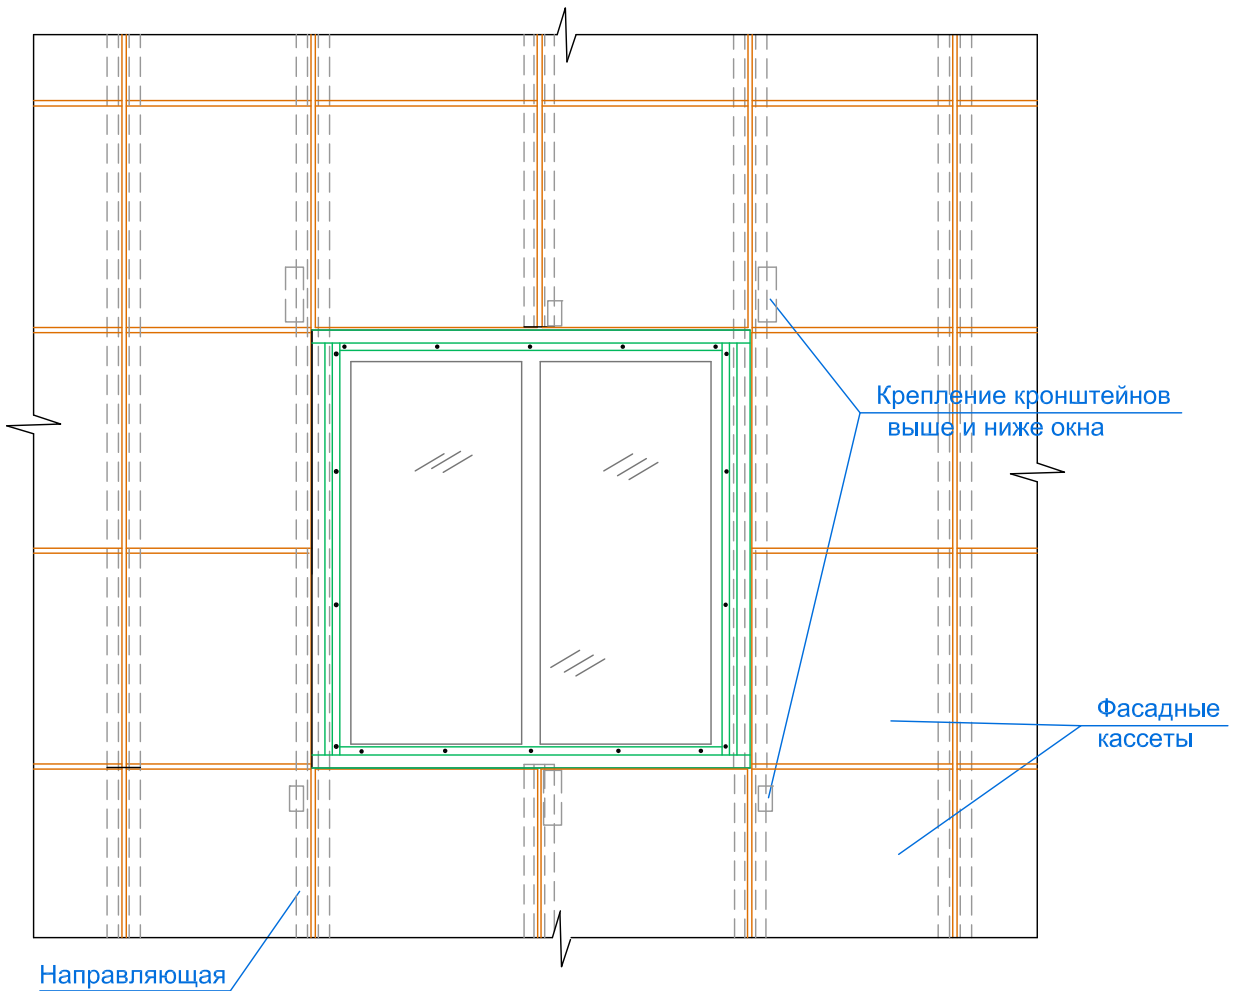 Крепление кронштейнов
выше и ниже окна
Фасадные
кассеты
Направляющая